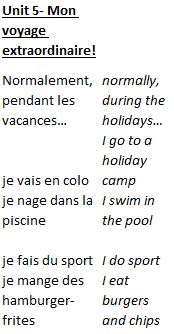 Unit 5- Mon
voyage
extraordinaire!
Normalement, normally,
pendant les during the
vacances… holidays…
I go to a
holiday
je vais en colo camp
je nage dans la I swim in
piscine the pool
je fais du sport I do sport
je mange des I eat
hamburger- burgers
frites and chips